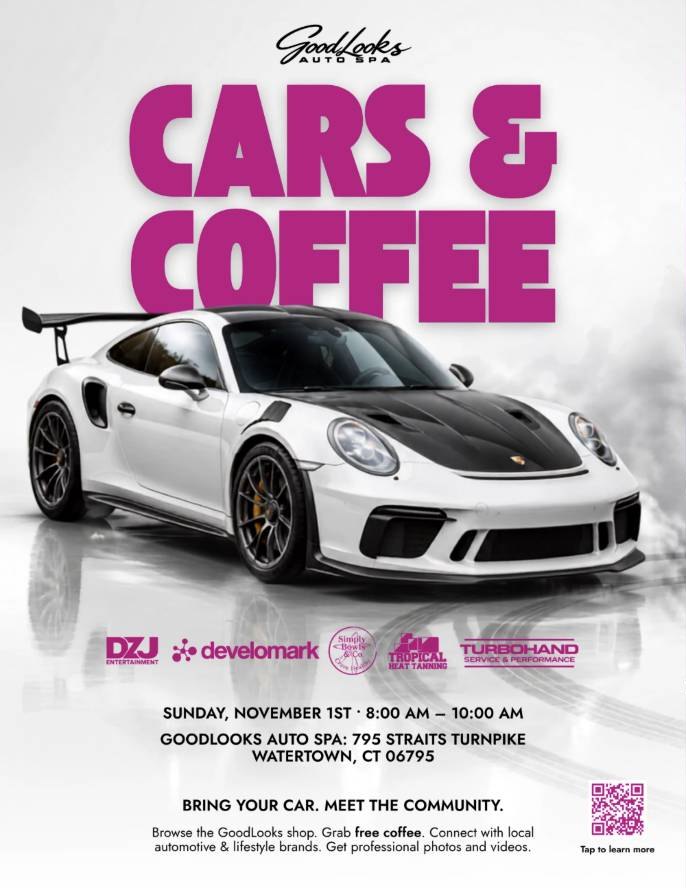 GoodLooks
AUTO SPA
CARS &
COFFEE
DZJ
ENTERTAINMENT
develomark
Simply
Bowls
& Co.
TROPICAL
HEAT TANNING
TURBOHAND
SERVICE & PERFORMANCE
SUNDAY, NOVEMBER 1ST · 8:00 AM – 10:00 AM
GOODLOOKS AUTO SPA: 795 STRAITS TURNPIKE
WATERTOWN, CT 06795
BRING YOUR CAR. MEET THE COMMUNITY.
Browse the GoodLooks shop. Grab free coffee. Connect with local
automotive & lifestyle brands. Get professional photos and videos.
Tap to learn more